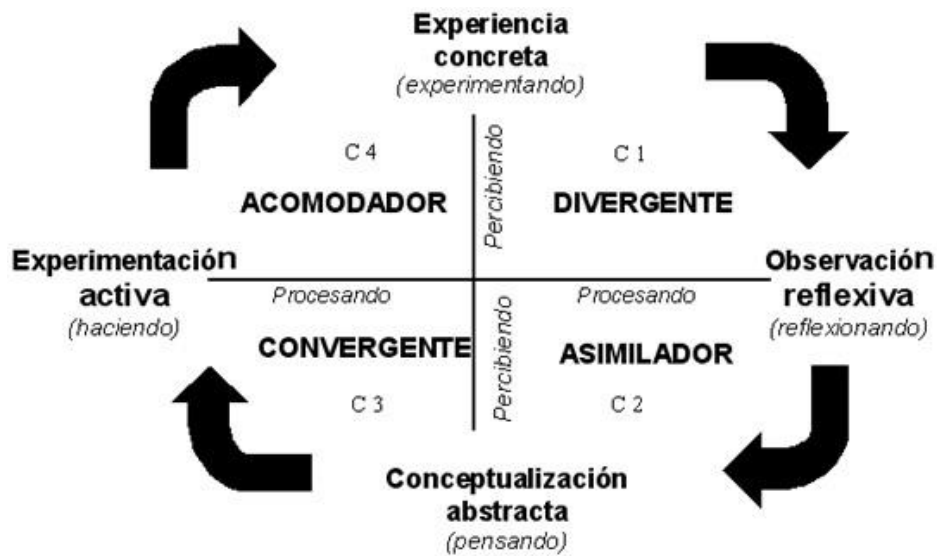 Experiencia
concreta
(experimentando)
C 4
ACOMODADOR
Percibiendo
C 1
DIVERGENTE
Experimentación
activa
(haciendo)
Procesando
Procesando
Observación
reflexiva
(reflexionando)
CONVERGENTE
C 3
Percibiendo
ASIMILADOR
C 2
Conceptualización
abstracta
(pensando)